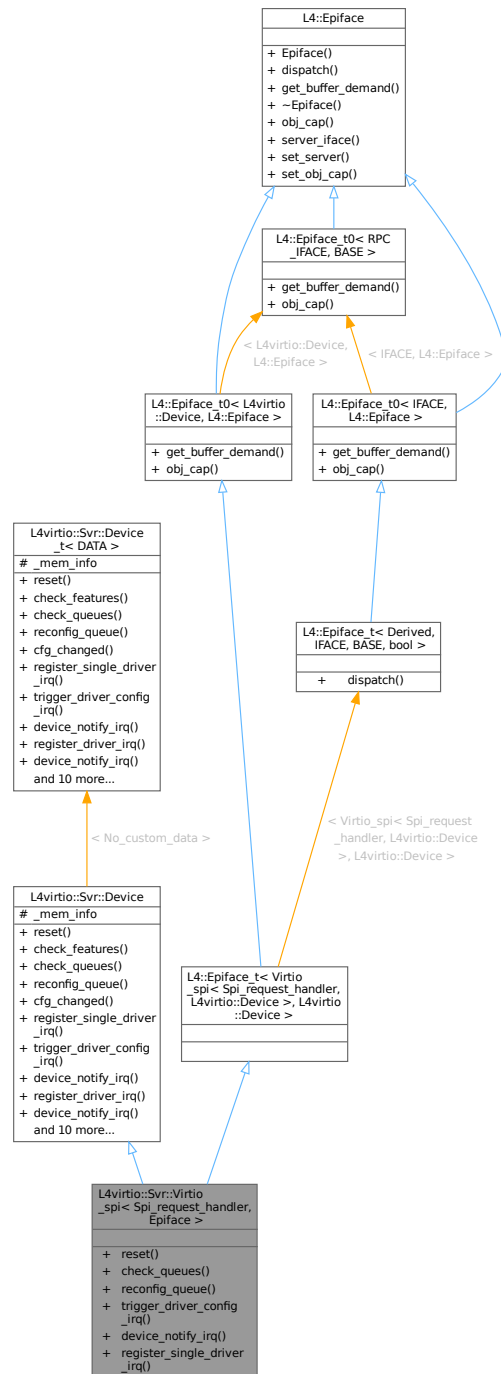 L4::Epiface
+ Epiface()
+ dispatch()
+ get_buffer_demand()
+ ~Epiface()
+ obj_cap()
+ server_iface()
+ set_server()
+ set_obj_cap()
L4::Epiface_t0< RPC
_IFACE, BASE >
+ get_buffer_demand()
+ obj_cap()
< L4virtio::Device,
L4::Epiface >
< IFACE, L4::Epiface >
L4::Epiface_t0< L4virtio
::Device, L4::Epiface >
+ get_buffer_demand()
+ obj_cap()
L4::Epiface_t0< IFACE,
L4::Epiface >
+ get_buffer_demand()
+ obj_cap()
L4virtio::Svr::Device
_t< DATA >
# _mem_info
+ reset()
+ check_features()
+ check_queues()
+ reconfig_queue()
+ cfg_changed()
+ register_single_driver
_irq()
+ trigger_driver_config
_irq()
+ device_notify_irq()
+ register_driver_irq()
+ device_notify_irq()
and 10 more...
L4::Epiface_t< Derived,
IFACE, BASE, bool >
+ dispatch()
< No_custom_data >
< Virtio_spi< Spi_request
_handler, L4virtio::Device
>, L4virtio::Device >
L4virtio::Svr::Device
# _mem_info
+ reset()
+ check_features()
+ check_queues()
+ reconfig_queue()
+ cfg_changed()
+ register_single_driver
_irq()
+ trigger_driver_config
_irq()
+ device_notify_irq()
+ register_driver_irq()
+ device_notify_irq()
and 10 more...
L4::Epiface_t< Virtio
_spi< Spi_request_handler,
L4virtio::Device >, L4virtio
::Device >
L4virtio::Svr::Virtio
_spi< Spi_request_handler,
Epiface >
+ reset()
+ check_queues()
+ reconfig_queue()
+ trigger_driver_config
_irq()
+ device_notify_irq()
+ register_single_driver
_irq()